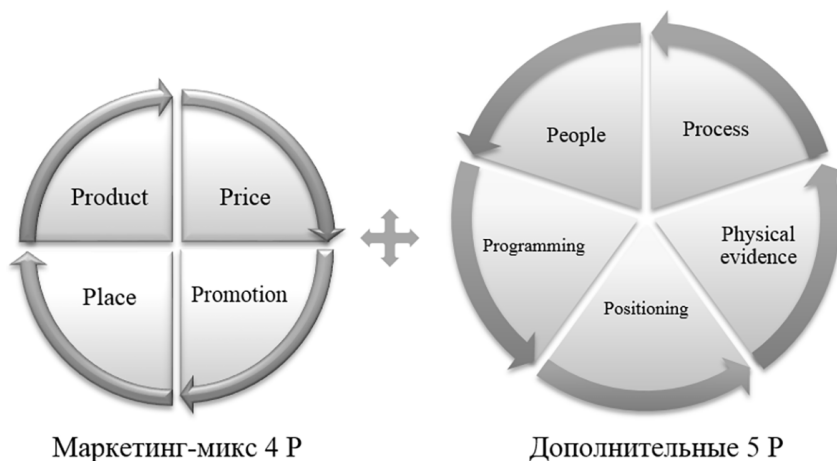 Product
Price
Place
Promotion
People
Process
Programming
Physical
evidence
Positioning
Маркетинг-микс 4 P
Дополнительные 5 P